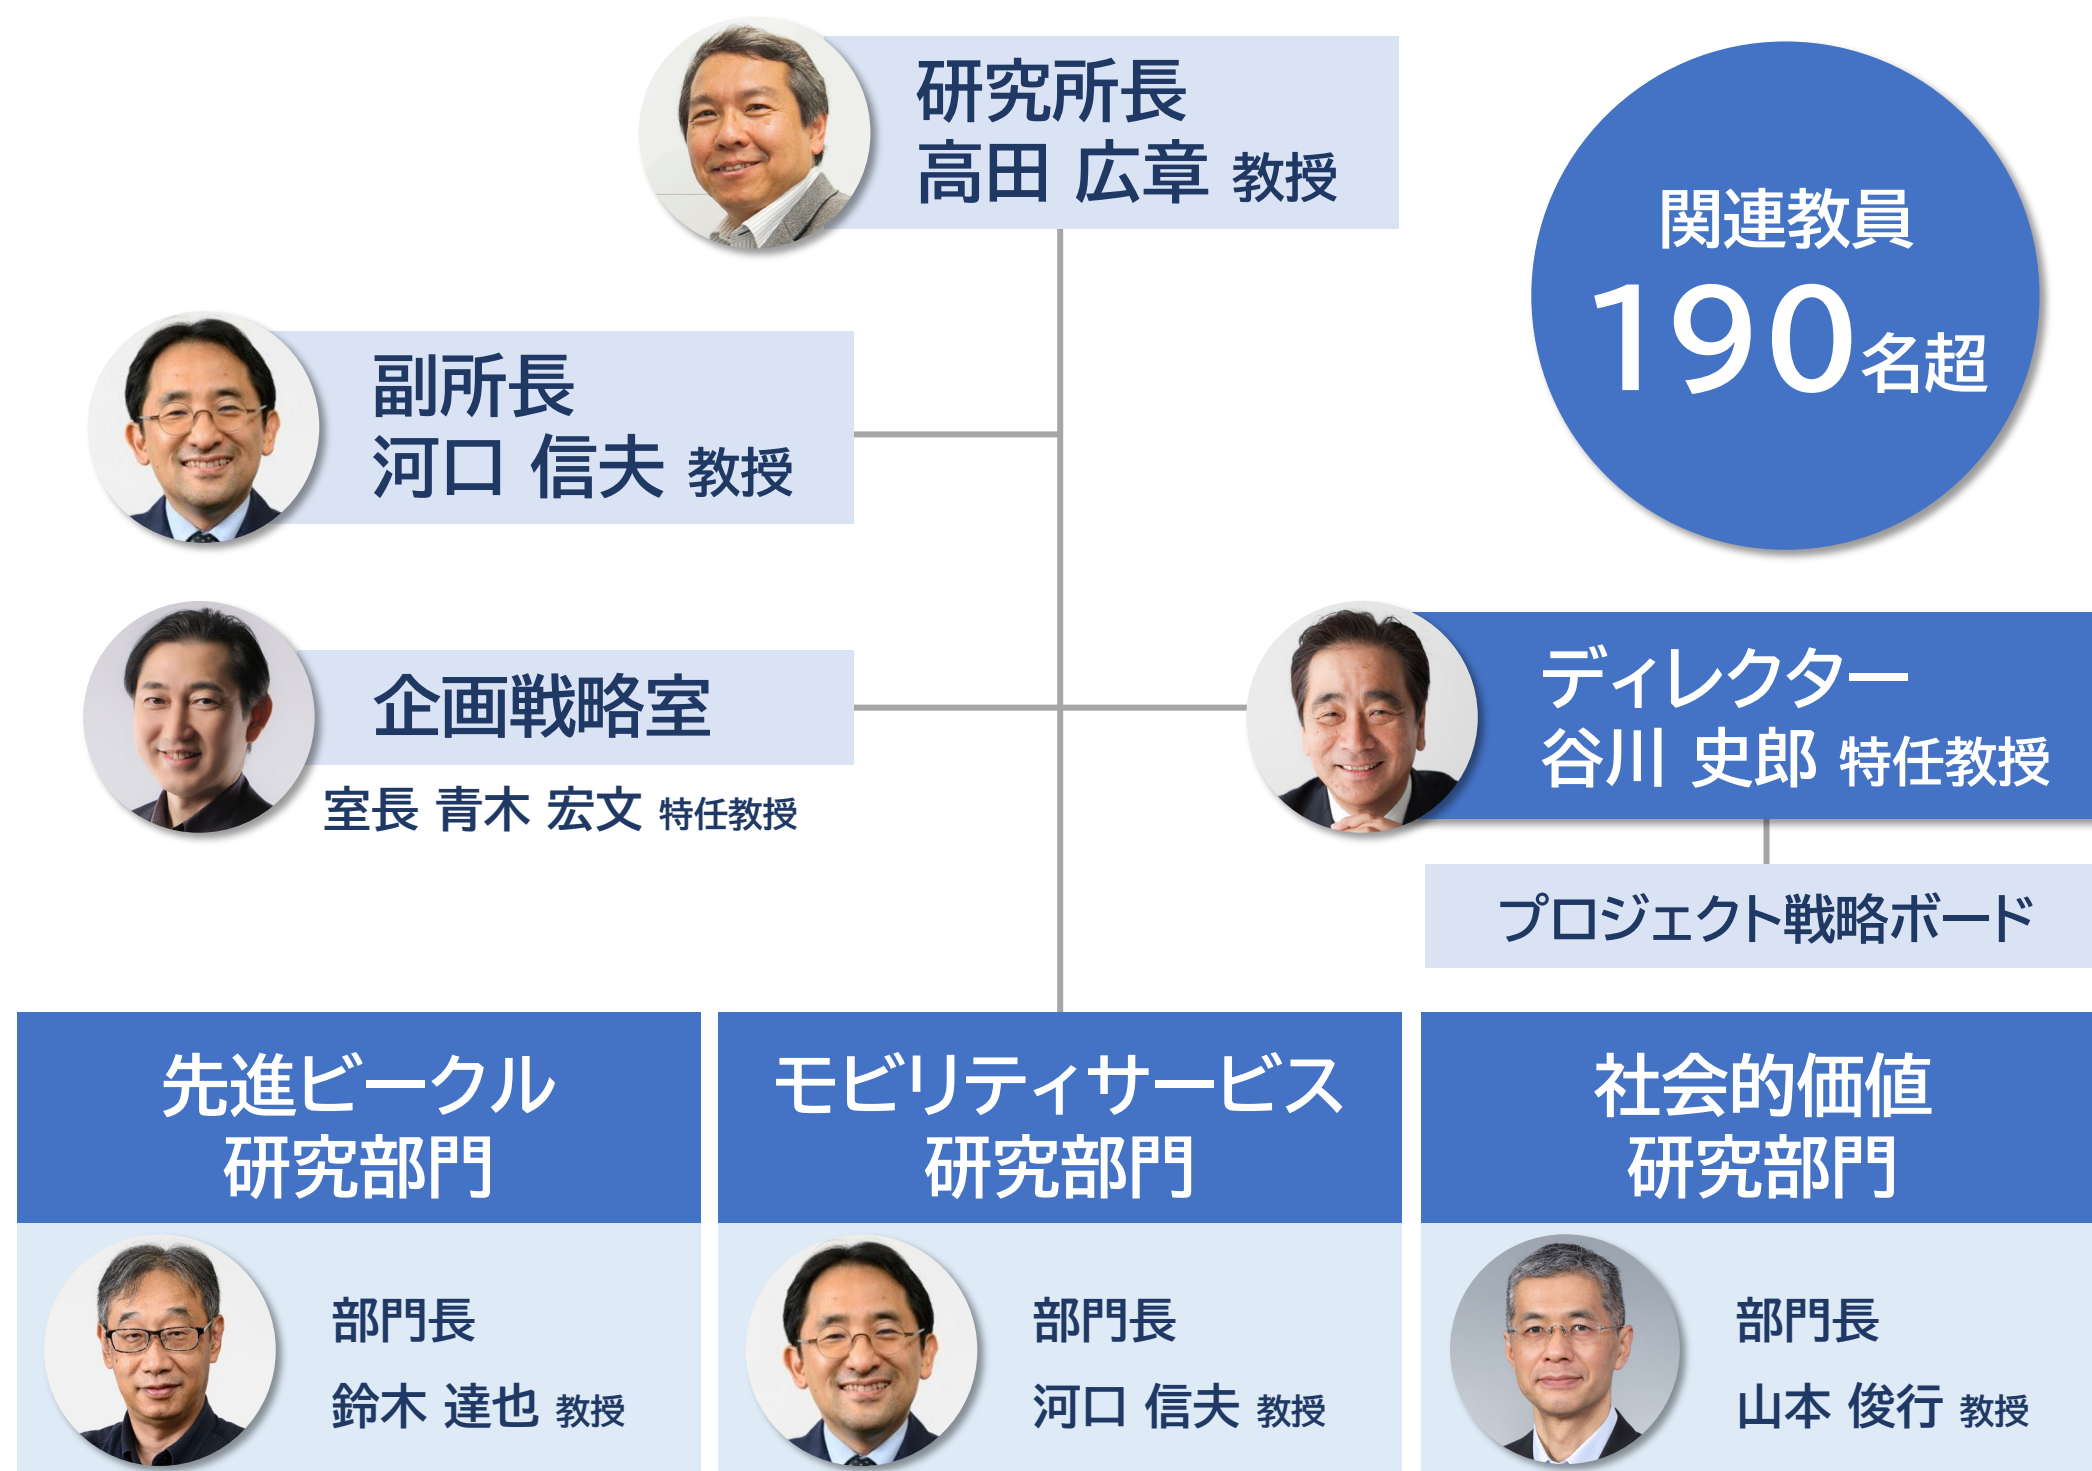 研究所長
高田 広章 教授
関連教員
190名超
副所長
河口 信夫 教授
企画戦略室
室長 青木 宏文 特任教授
ディレクター
谷川 史郎 特任教授
プロジェクト戦略ボード
先進ビークル
研究部門
部門長
鈴木 達也 教授
モビリティサービス
研究部門
部門長
河口 信夫 教授
社会的価値
研究部門
部門長
山本 俊行 教授